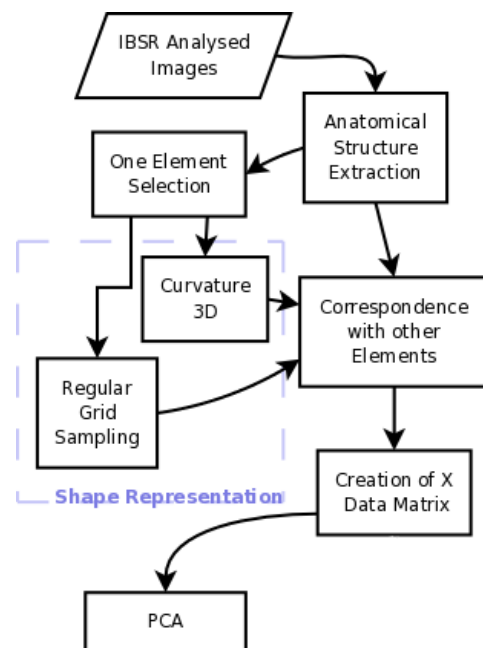 IBSR Analysed
Images
Anatomical
Structure
Extraction
One Element
Selection
Curvature
3D
Correspondence
with other
Elements
Regular
Grid
Sampling
Shape Representation
Creation of X
Data Matrix
PCA